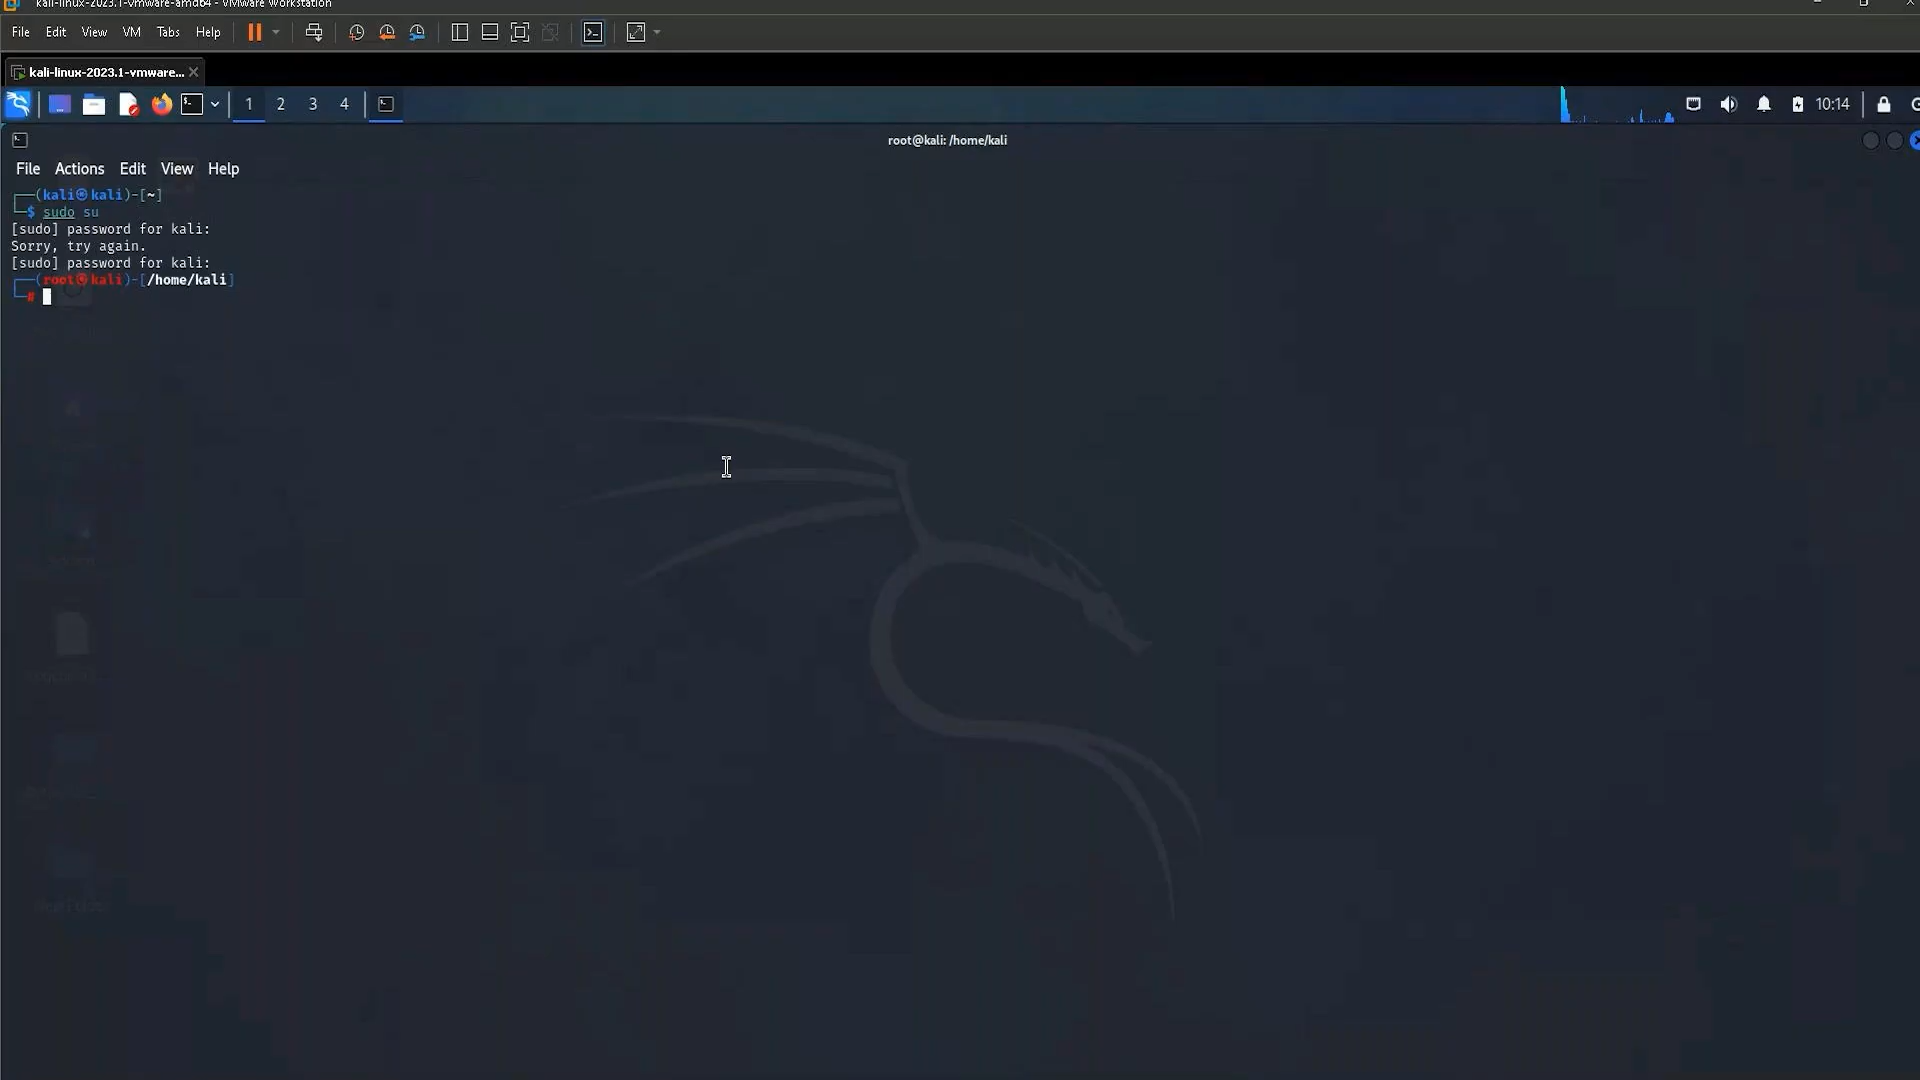 kali-linux-2023.1-vmware-amd64 - VMware Workstation
File Edit View VM Tabs Help
kali-linux-2023.1-vmware...
1 2 3 4 10:14
root@kali: /home/kali
File Actions Edit View Help
┌──(kali㉿kali)-[~]
└─$ sudo su
[sudo] password for kali:
Sorry, try again.
[sudo] password for kali:
┌──(root㉿kali)-[/home/kali]
└─#